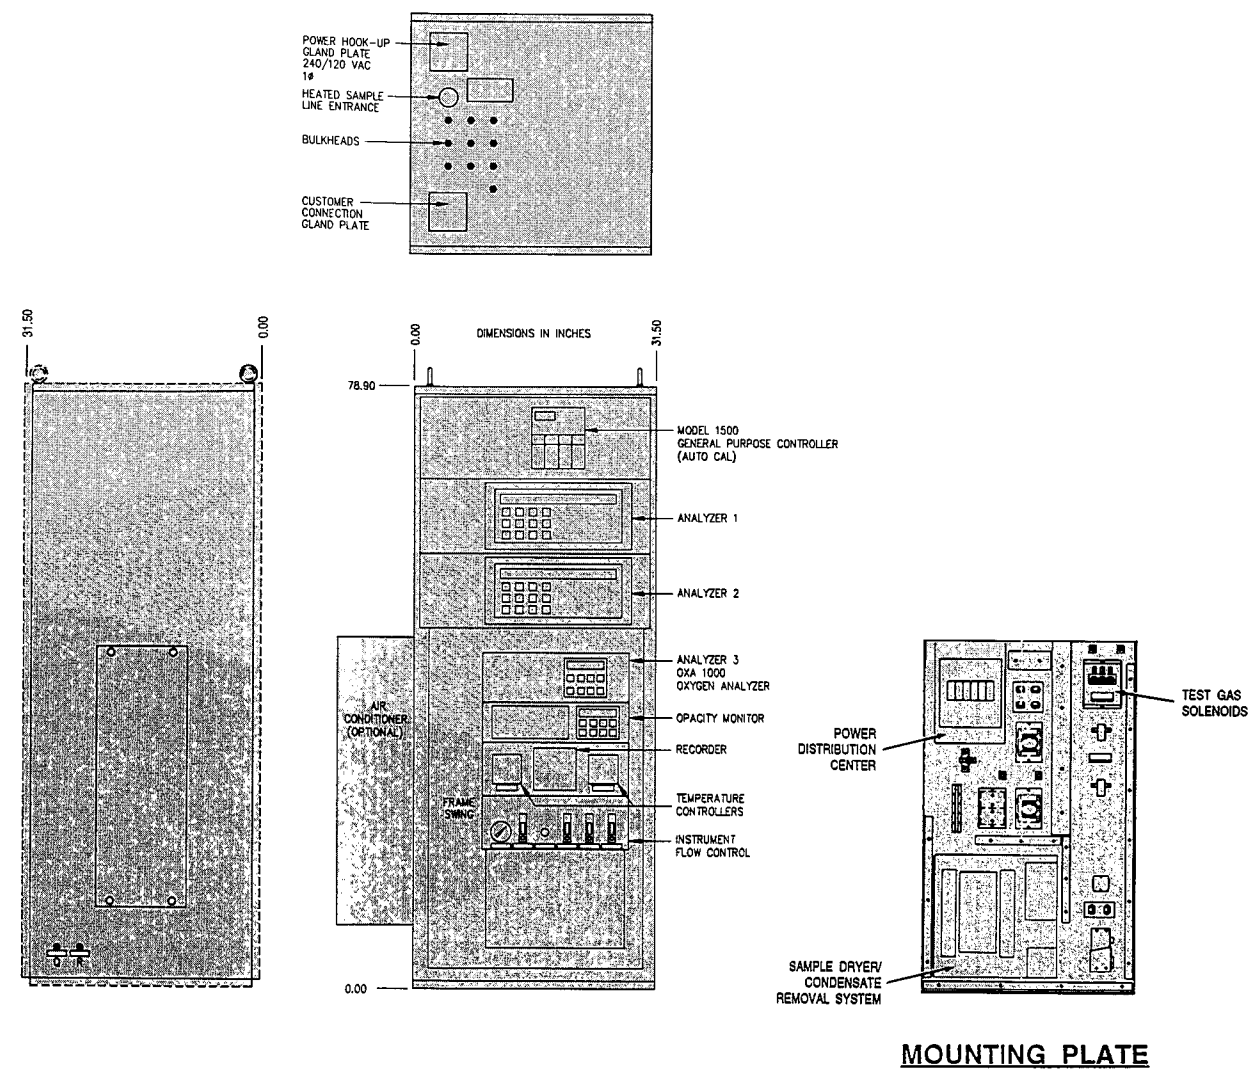 POWER HOOK-UP
GLAND PLATE
240/120 VAC
1ø
HEATED SAMPLE
LINE ENTRANCE
BULKHEADS
CUSTOMER
CONNECTION
GLAND PLATE
31.50
0.00
0.00
DIMENSIONS IN INCHES
31.50
78.90
MODEL 1500
GENERAL PURPOSE CONTROLLER
(AUTO CAL)
ANALYZER 1
ANALYZER 2
ANALYZER 3
OXA 1000
OXYGEN ANALYZER
AIR
CONDITIONER
(OPTIONAL)
OPACITY MONITOR
RECORDER
FRAME
SWING
TEMPERATURE
CONTROLLERS
INSTRUMENT
FLOW CONTROL
0.00
TEST GAS
SOLENOIDS
POWER
DISTRIBUTION
CENTER
SAMPLE DRYER/
CONDENSATE
REMOVAL SYSTEM
MOUNTING PLATE